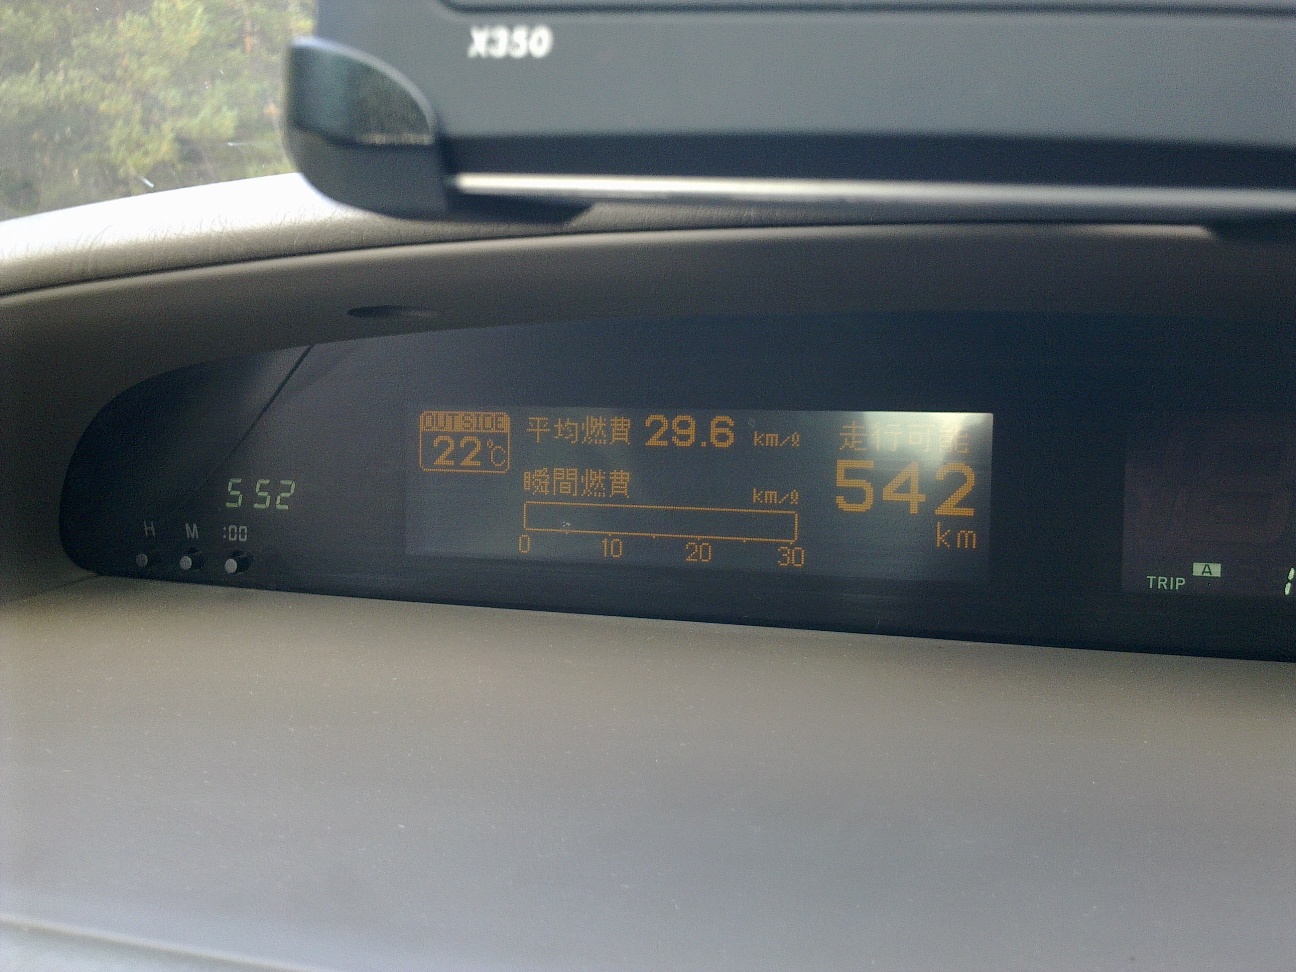 X350
OUTSIDE
22℃
平均燃費 29.6 km/ℓ
瞬間燃費 km/ℓ
0 10 20 30
走行可能
542
km
5 52
H M :00
TRIP A